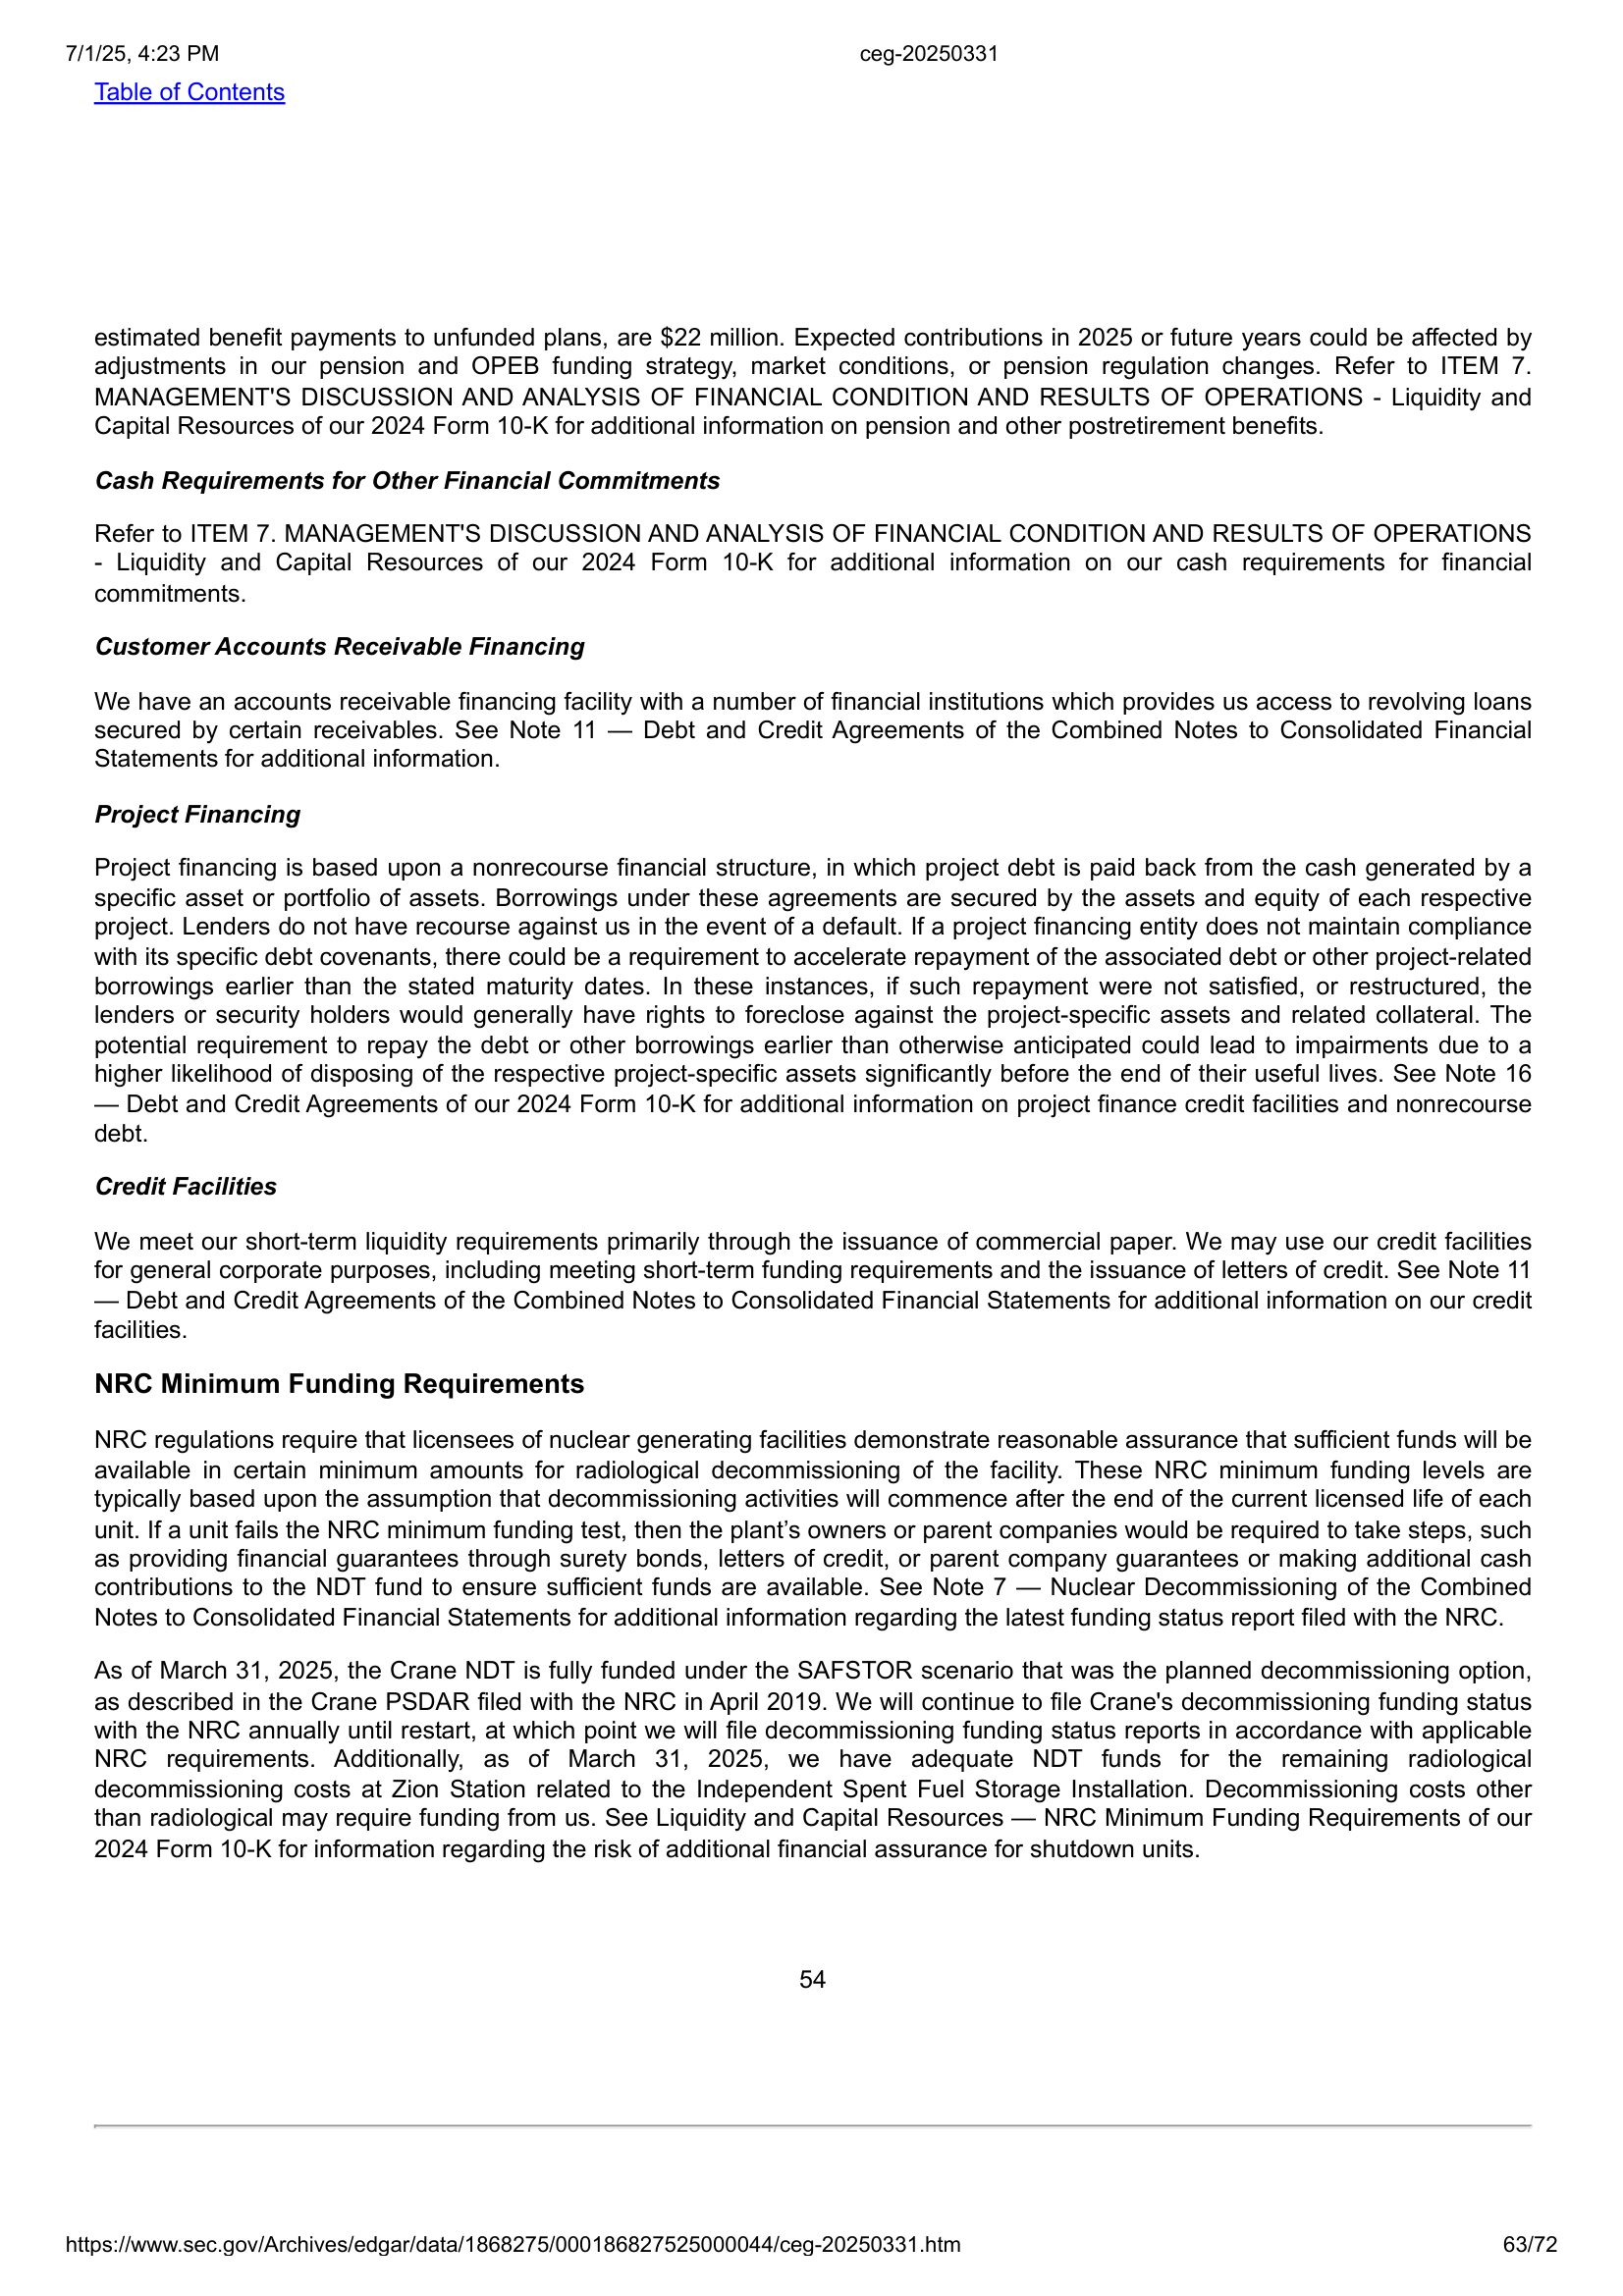 7/1/25, 4:23 PM
ceg-20250331
Table of Contents
estimated benefit payments to unfunded plans, are $22 million. Expected contributions in 2025 or future years could be affected by
adjustments in our pension and OPEB funding strategy, market conditions, or pension regulation changes. Refer to ITEM 7.
MANAGEMENT'S DISCUSSION AND ANALYSIS OF FINANCIAL CONDITION AND RESULTS OF OPERATIONS - Liquidity and
Capital Resources of our 2024 Form 10-K for additional information on pension and other postretirement benefits.
Cash Requirements for Other Financial Commitments
Refer to ITEM 7. MANAGEMENT'S DISCUSSION AND ANALYSIS OF FINANCIAL CONDITION AND RESULTS OF OPERATIONS
- Liquidity and Capital Resources of our 2024 Form 10-K for additional information on our cash requirements for financial
commitments.
Customer Accounts Receivable Financing
We have an accounts receivable financing facility with a number of financial institutions which provides us access to revolving loans
secured by certain receivables. See Note 11 — Debt and Credit Agreements of the Combined Notes to Consolidated Financial
Statements for additional information.
Project Financing
Project financing is based upon a nonrecourse financial structure, in which project debt is paid back from the cash generated by a
specific asset or portfolio of assets. Borrowings under these agreements are secured by the assets and equity of each respective
project. Lenders do not have recourse against us in the event of a default. If a project financing entity does not maintain compliance
with its specific debt covenants, there could be a requirement to accelerate repayment of the associated debt or other project-related
borrowings earlier than the stated maturity dates. In these instances, if such repayment were not satisfied, or restructured, the
lenders or security holders would generally have rights to foreclose against the project-specific assets and related collateral. The
potential requirement to repay the debt or other borrowings earlier than otherwise anticipated could lead to impairments due to a
higher likelihood of disposing of the respective project-specific assets significantly before the end of their useful lives. See Note 16
— Debt and Credit Agreements of our 2024 Form 10-K for additional information on project finance credit facilities and nonrecourse
debt.
Credit Facilities
We meet our short-term liquidity requirements primarily through the issuance of commercial paper. We may use our credit facilities
for general corporate purposes, including meeting short-term funding requirements and the issuance of letters of credit. See Note 11
— Debt and Credit Agreements of the Combined Notes to Consolidated Financial Statements for additional information on our credit
facilities.
NRC Minimum Funding Requirements
NRC regulations require that licensees of nuclear generating facilities demonstrate reasonable assurance that sufficient funds will be
available in certain minimum amounts for radiological decommissioning of the facility. These NRC minimum funding levels are
typically based upon the assumption that decommissioning activities will commence after the end of the current licensed life of each
unit. If a unit fails the NRC minimum funding test, then the plant’s owners or parent companies would be required to take steps, such
as providing financial guarantees through surety bonds, letters of credit, or parent company guarantees or making additional cash
contributions to the NDT fund to ensure sufficient funds are available. See Note 7 — Nuclear Decommissioning of the Combined
Notes to Consolidated Financial Statements for additional information regarding the latest funding status report filed with the NRC.
As of March 31, 2025, the Crane NDT is fully funded under the SAFSTOR scenario that was the planned decommissioning option,
as described in the Crane PSDAR filed with the NRC in April 2019. We will continue to file Crane's decommissioning funding status
with the NRC annually until restart, at which point we will file decommissioning funding status reports in accordance with applicable
NRC requirements. Additionally, as of March 31, 2025, we have adequate NDT funds for the remaining radiological
decommissioning costs at Zion Station related to the Independent Spent Fuel Storage Installation. Decommissioning costs other
than radiological may require funding from us. See Liquidity and Capital Resources — NRC Minimum Funding Requirements of our
2024 Form 10-K for information regarding the risk of additional financial assurance for shutdown units.
54
https://www.sec.gov/Archives/edgar/data/1868275/000186827525000044/ceg-20250331.htm
63/72